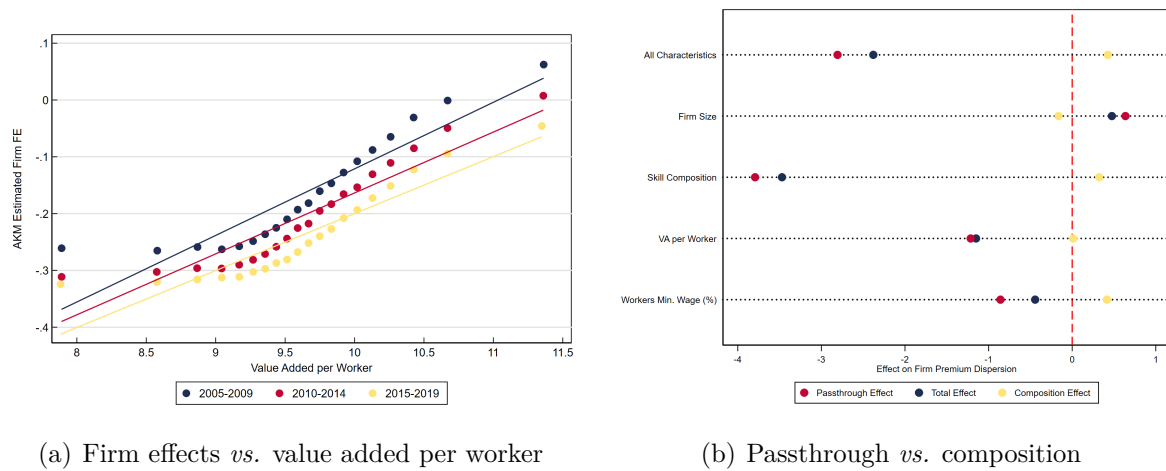 .1
0
-.1
-.2
-.3
-.4
AKM Estimated Firm FE
8 8.5 9 9.5 10 10.5 11 11.5
Value Added per Worker
2005-2009 2010-2014 2015-2019
(a) Firm effects vs. value added per worker
All Characteristics
Firm Size
Skill Composition
VA per Worker
Workers Min. Wage (%)
-4 -3 -2 -1 0 1
Effect on Firm Premium Dispersion
Passthrough Effect Total Effect Composition Effect
(b) Passthrough vs. composition